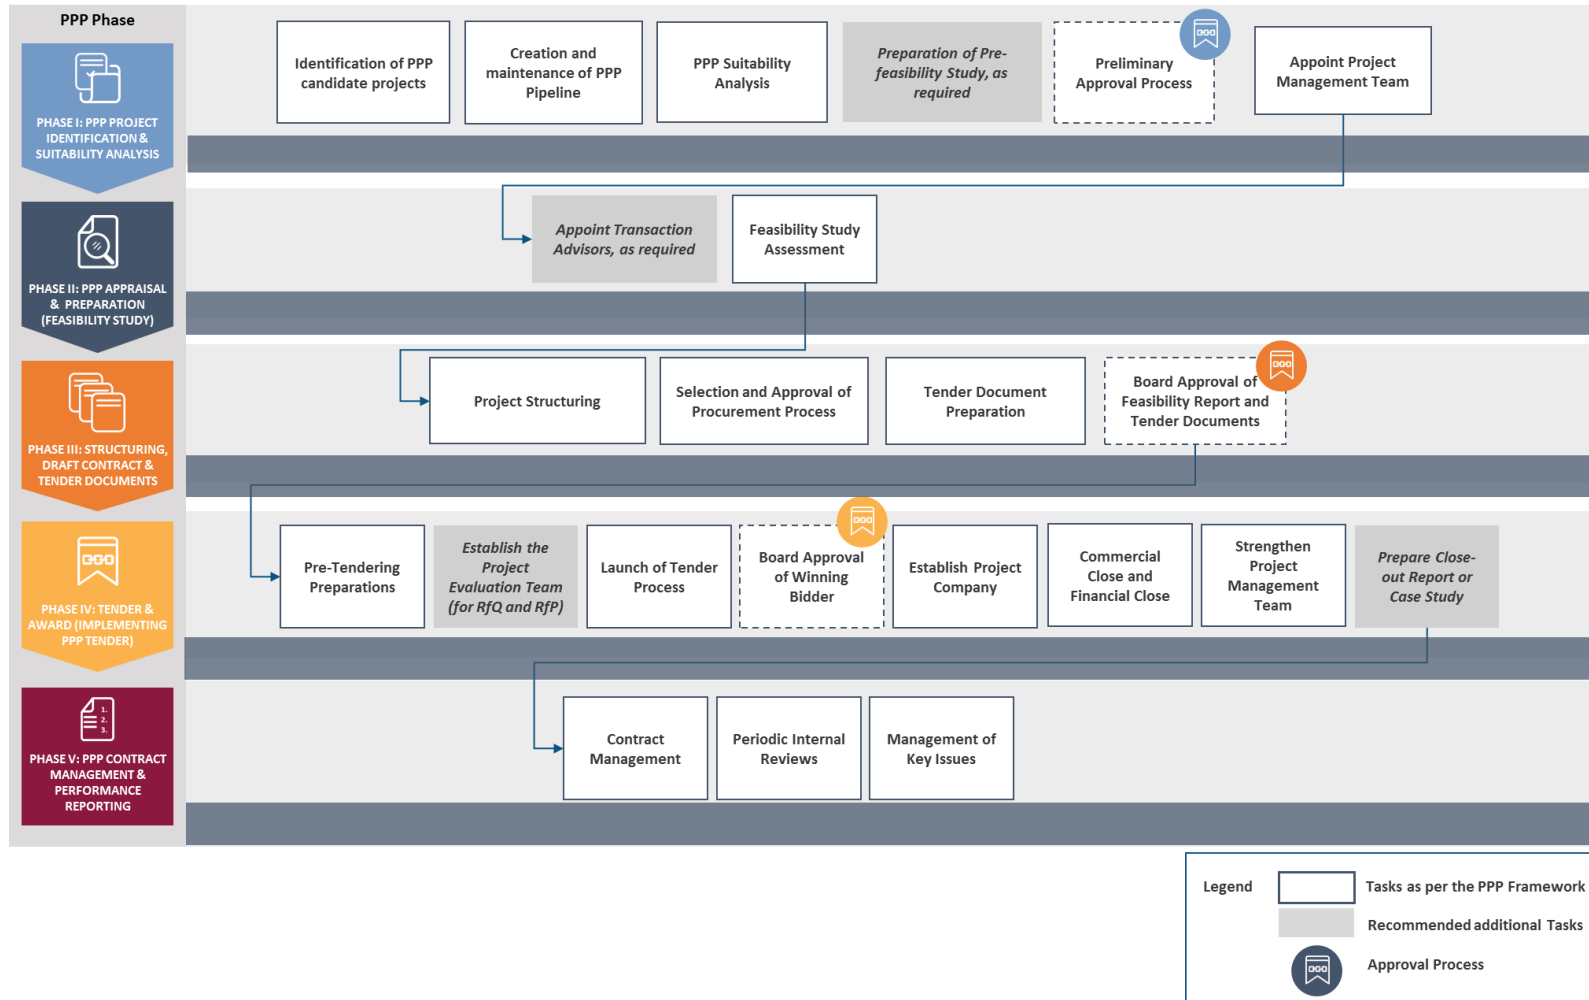 PPP Phase
PHASE I: PPP PROJECT
IDENTIFICATION &
SUITABILITY ANALYSIS
Identification of PPP
candidate projects
Creation and
maintenance of PPP
Pipeline
PPP Suitability
Analysis
Preparation of Pre-
feasibility Study, as
required
Preliminary
Approval Process
Appoint Project
Management Team
PHASE II: PPP APPRAISAL
& PREPARATION
(FEASIBILITY STUDY)
Appoint Transaction
Advisors, as required
Feasibility Study
Assessment
PHASE III: STRUCTURING,
DRAFT CONTRACT &
TENDER DOCUMENTS
Project Structuring
Selection and Approval of
Procurement Process
Tender Document
Preparation
Board Approval of
Feasibility Report and
Tender Documents
PHASE IV: TENDER &
AWARD (IMPLEMENTING
PPP TENDER)
Pre-Tendering
Preparations
Establish the
Project
Evaluation Team
(for RfQ and RfP)
Launch of Tender
Process
Board Approval
of Winning
Bidder
Establish Project
Company
Commercial
Close and
Financial Close
Strengthen
Project
Management
Team
Prepare Close-
out Report or
Case Study
1.
2.
3.
PHASE V: PPP CONTRACT
MANAGEMENT &
PERFORMANCE
REPORTING
Contract
Management
Periodic Internal
Reviews
Management of
Key Issues
Legend
Tasks as per the PPP Framework
Recommended additional Tasks
Approval Process